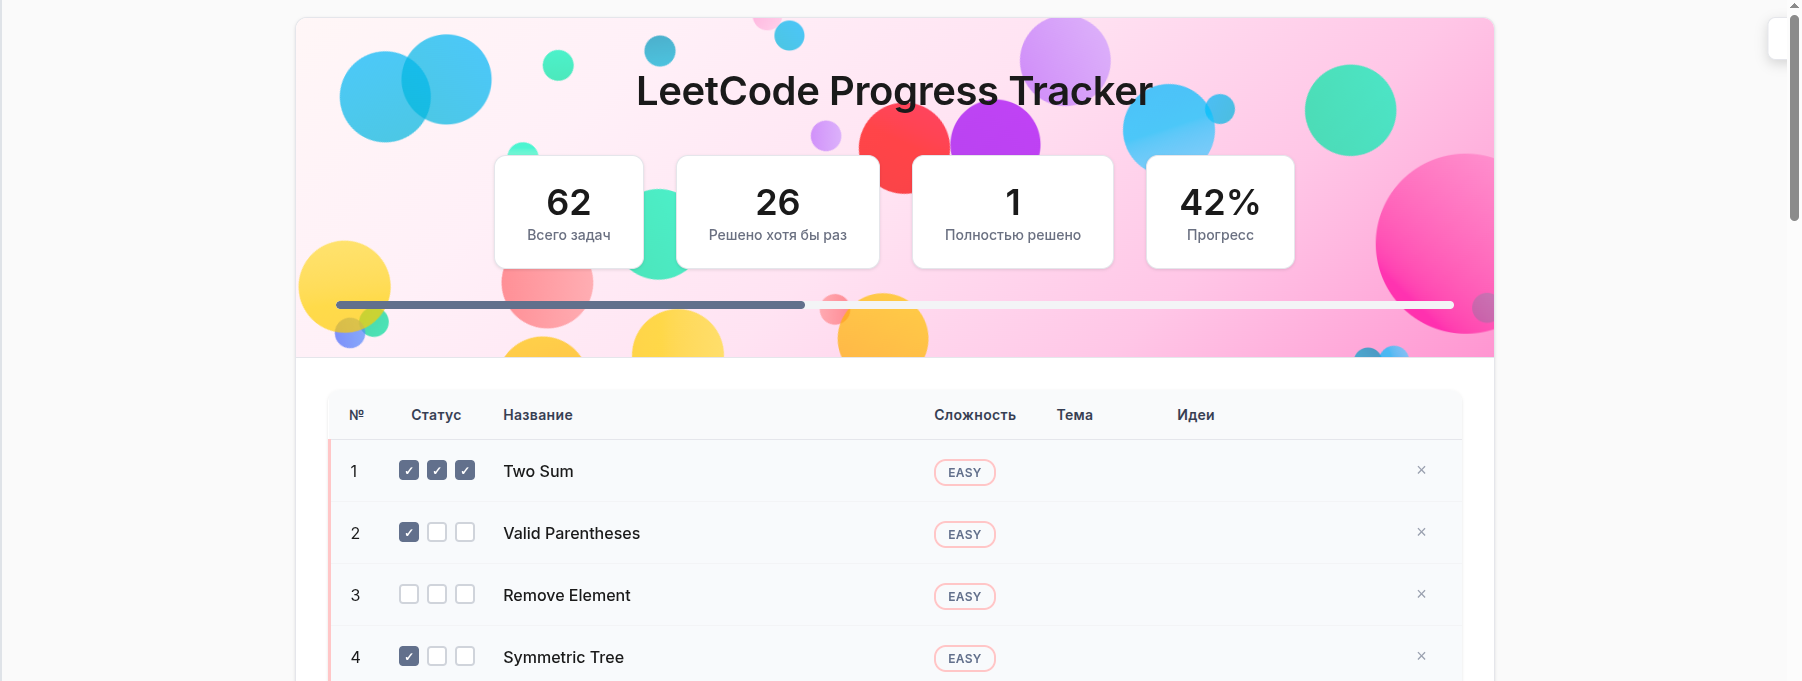 LeetCode Progress Tracker
62
Всего задач
26
Решено хотя бы раз
1
Полностью решено
42%
Прогресс
№ Статус Название Сложность Тема Идеи
1 ✓ ✓ ✓ Two Sum EASY ×
2 ✓ Valid Parentheses EASY ×
3 Remove Element EASY ×
4 ✓ Symmetric Tree EASY ×